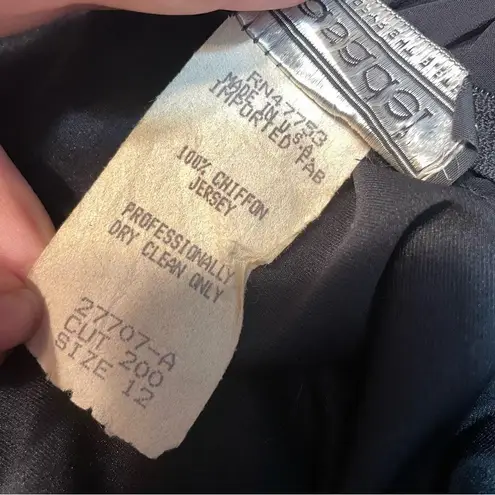 RN47753
MADE IN U.S.A.
IMPORTED FAB
100% CHIFFON
JERSEY
PROFESSIONALLY
DRY CLEAN ONLY
27707-A
CUT 200
SIZE 12